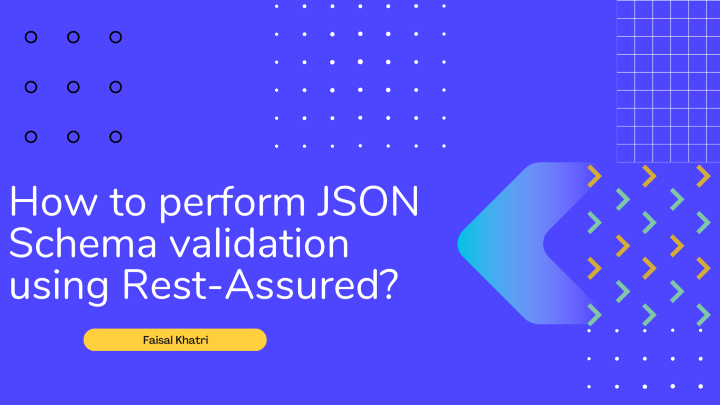 How to perform JSON
Schema validation
using Rest-Assured?
Faisal Khatri